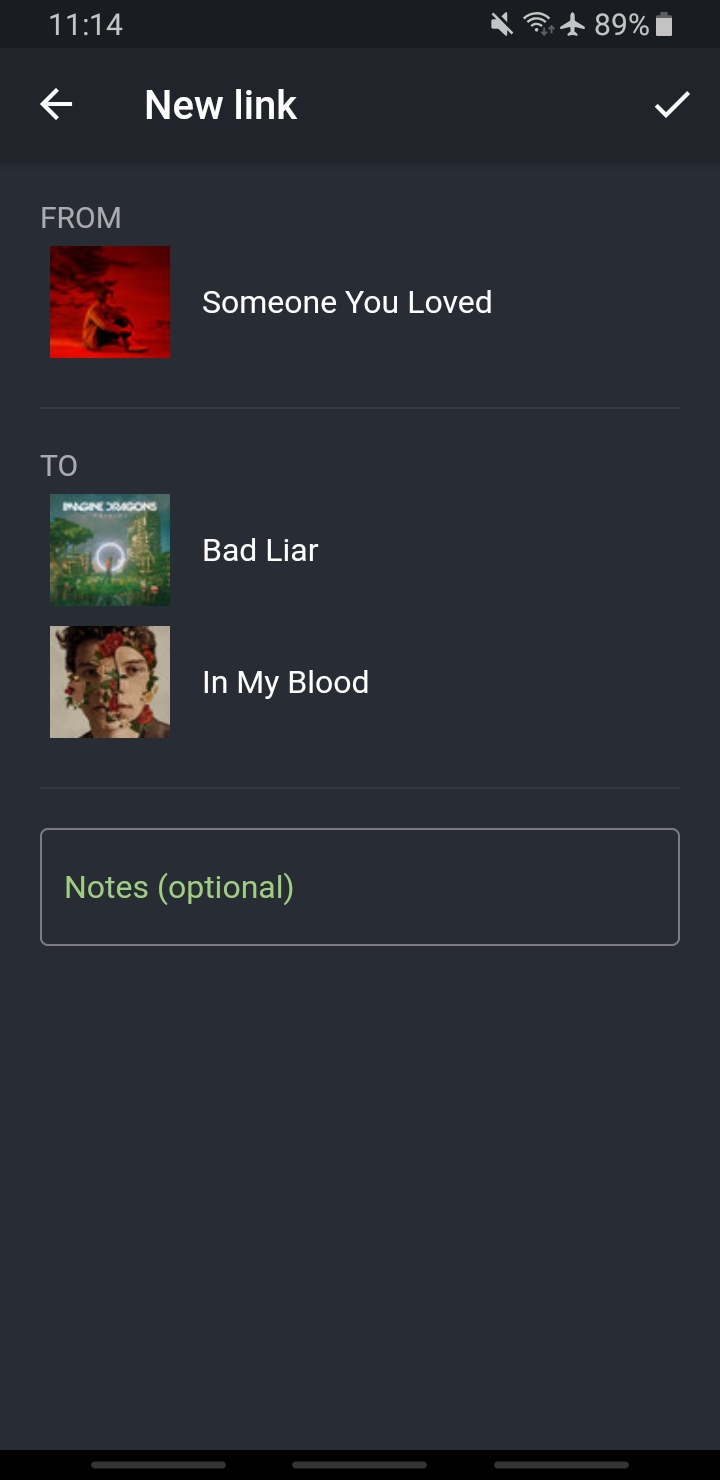 11:14
89%
New link
FROM
Someone You Loved
TO
IMAGINE DRAGONS
Bad Liar
In My Blood
Notes (optional)